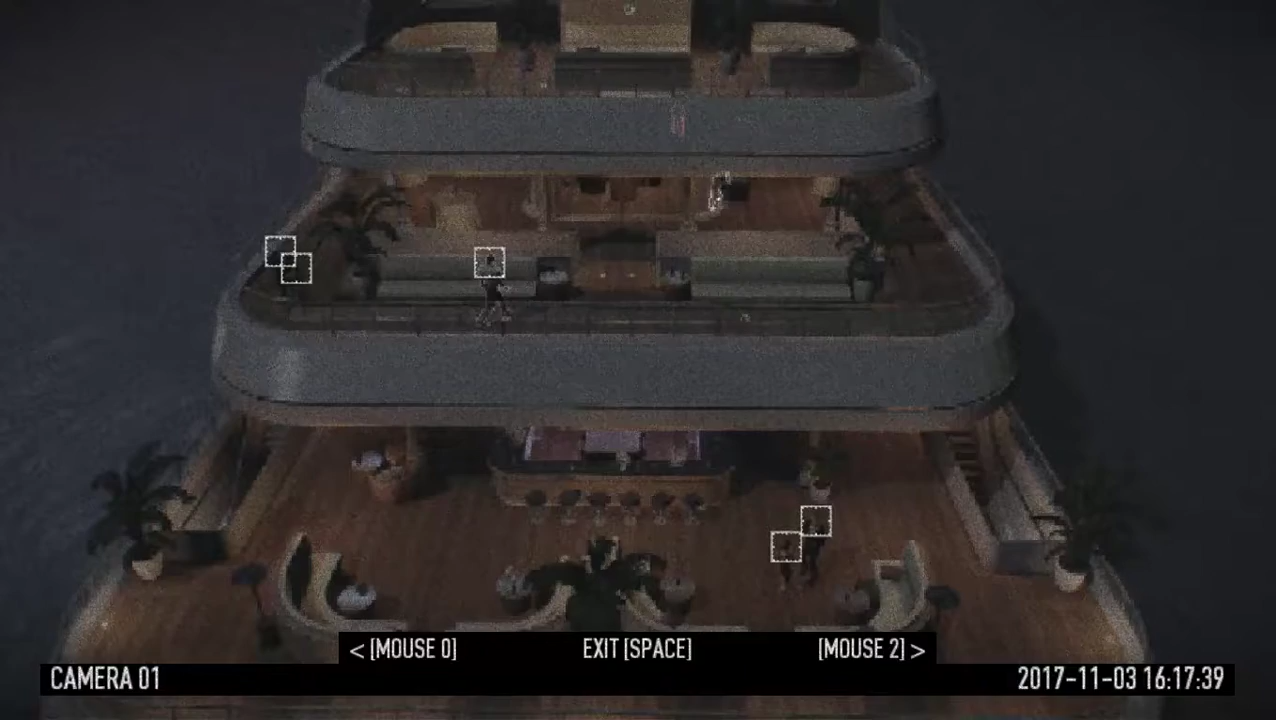 < [MOUSE 0] EXIT [SPACE] [MOUSE 2] >
CAMERA 01 2017-11-03 16:17:39